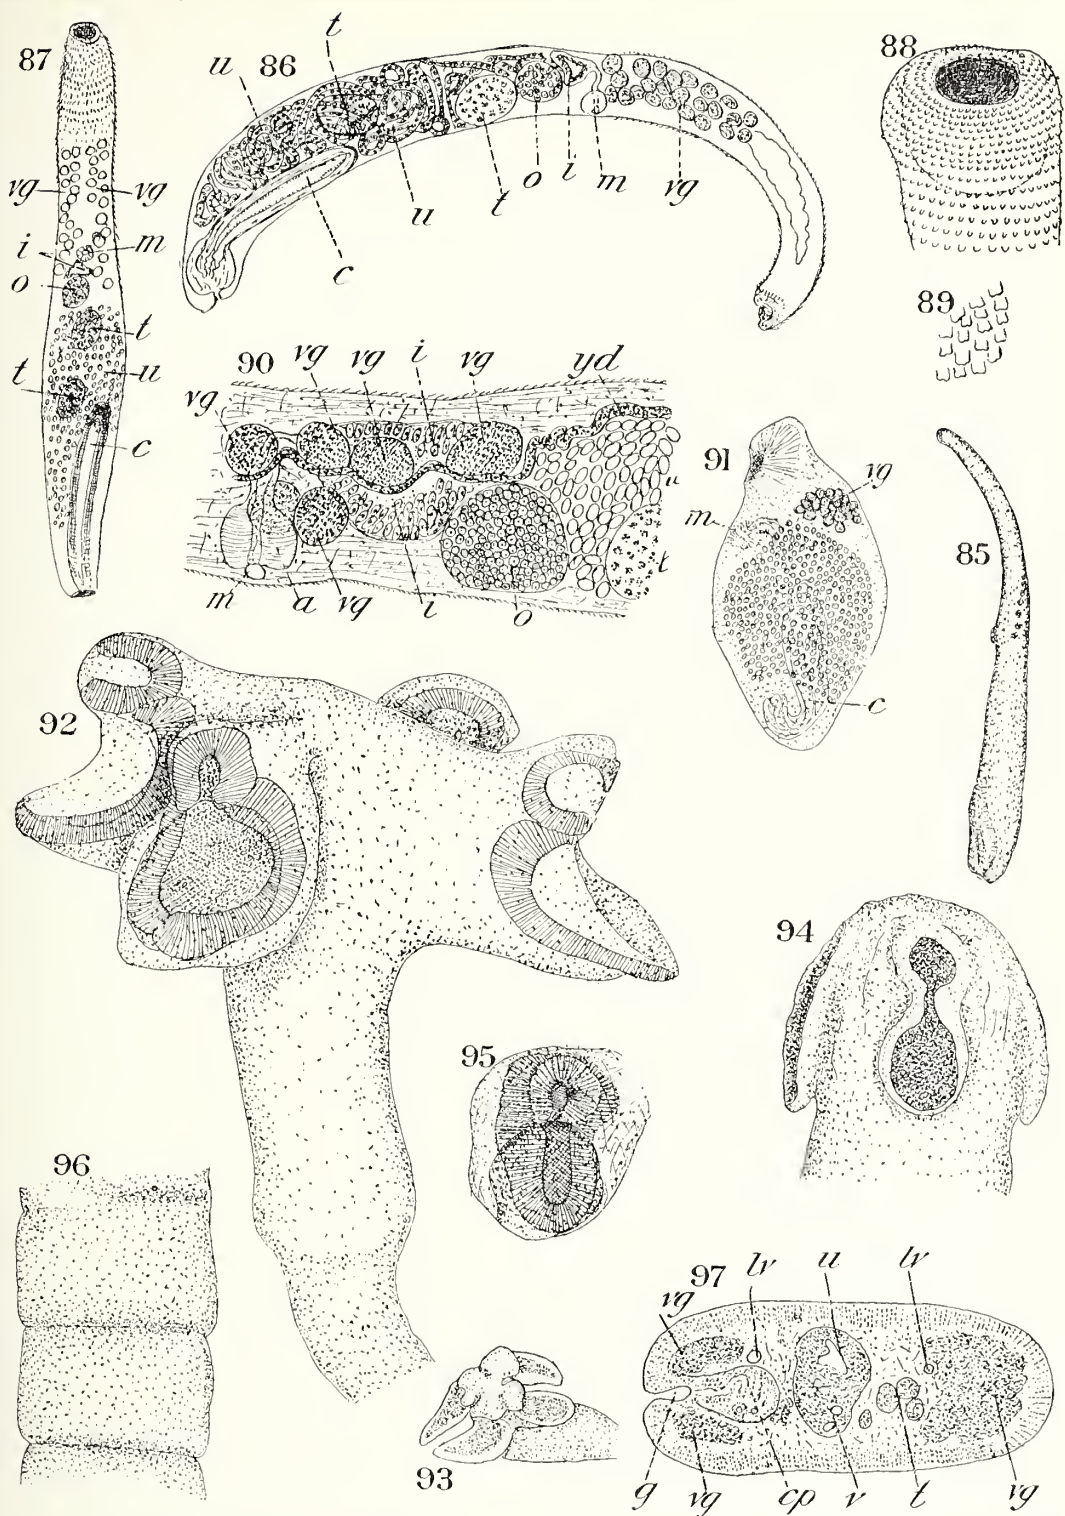 87
u 86 t
88
vg vg
i m
o
t
t u
c
u
c
t
o i m vg
89
90 vg vg i vg yd
vg
u
t
m a vg i o
91
vg
m
c
85
92
94
95
96
93
97
vg lv u lv
g vg cp v t vg